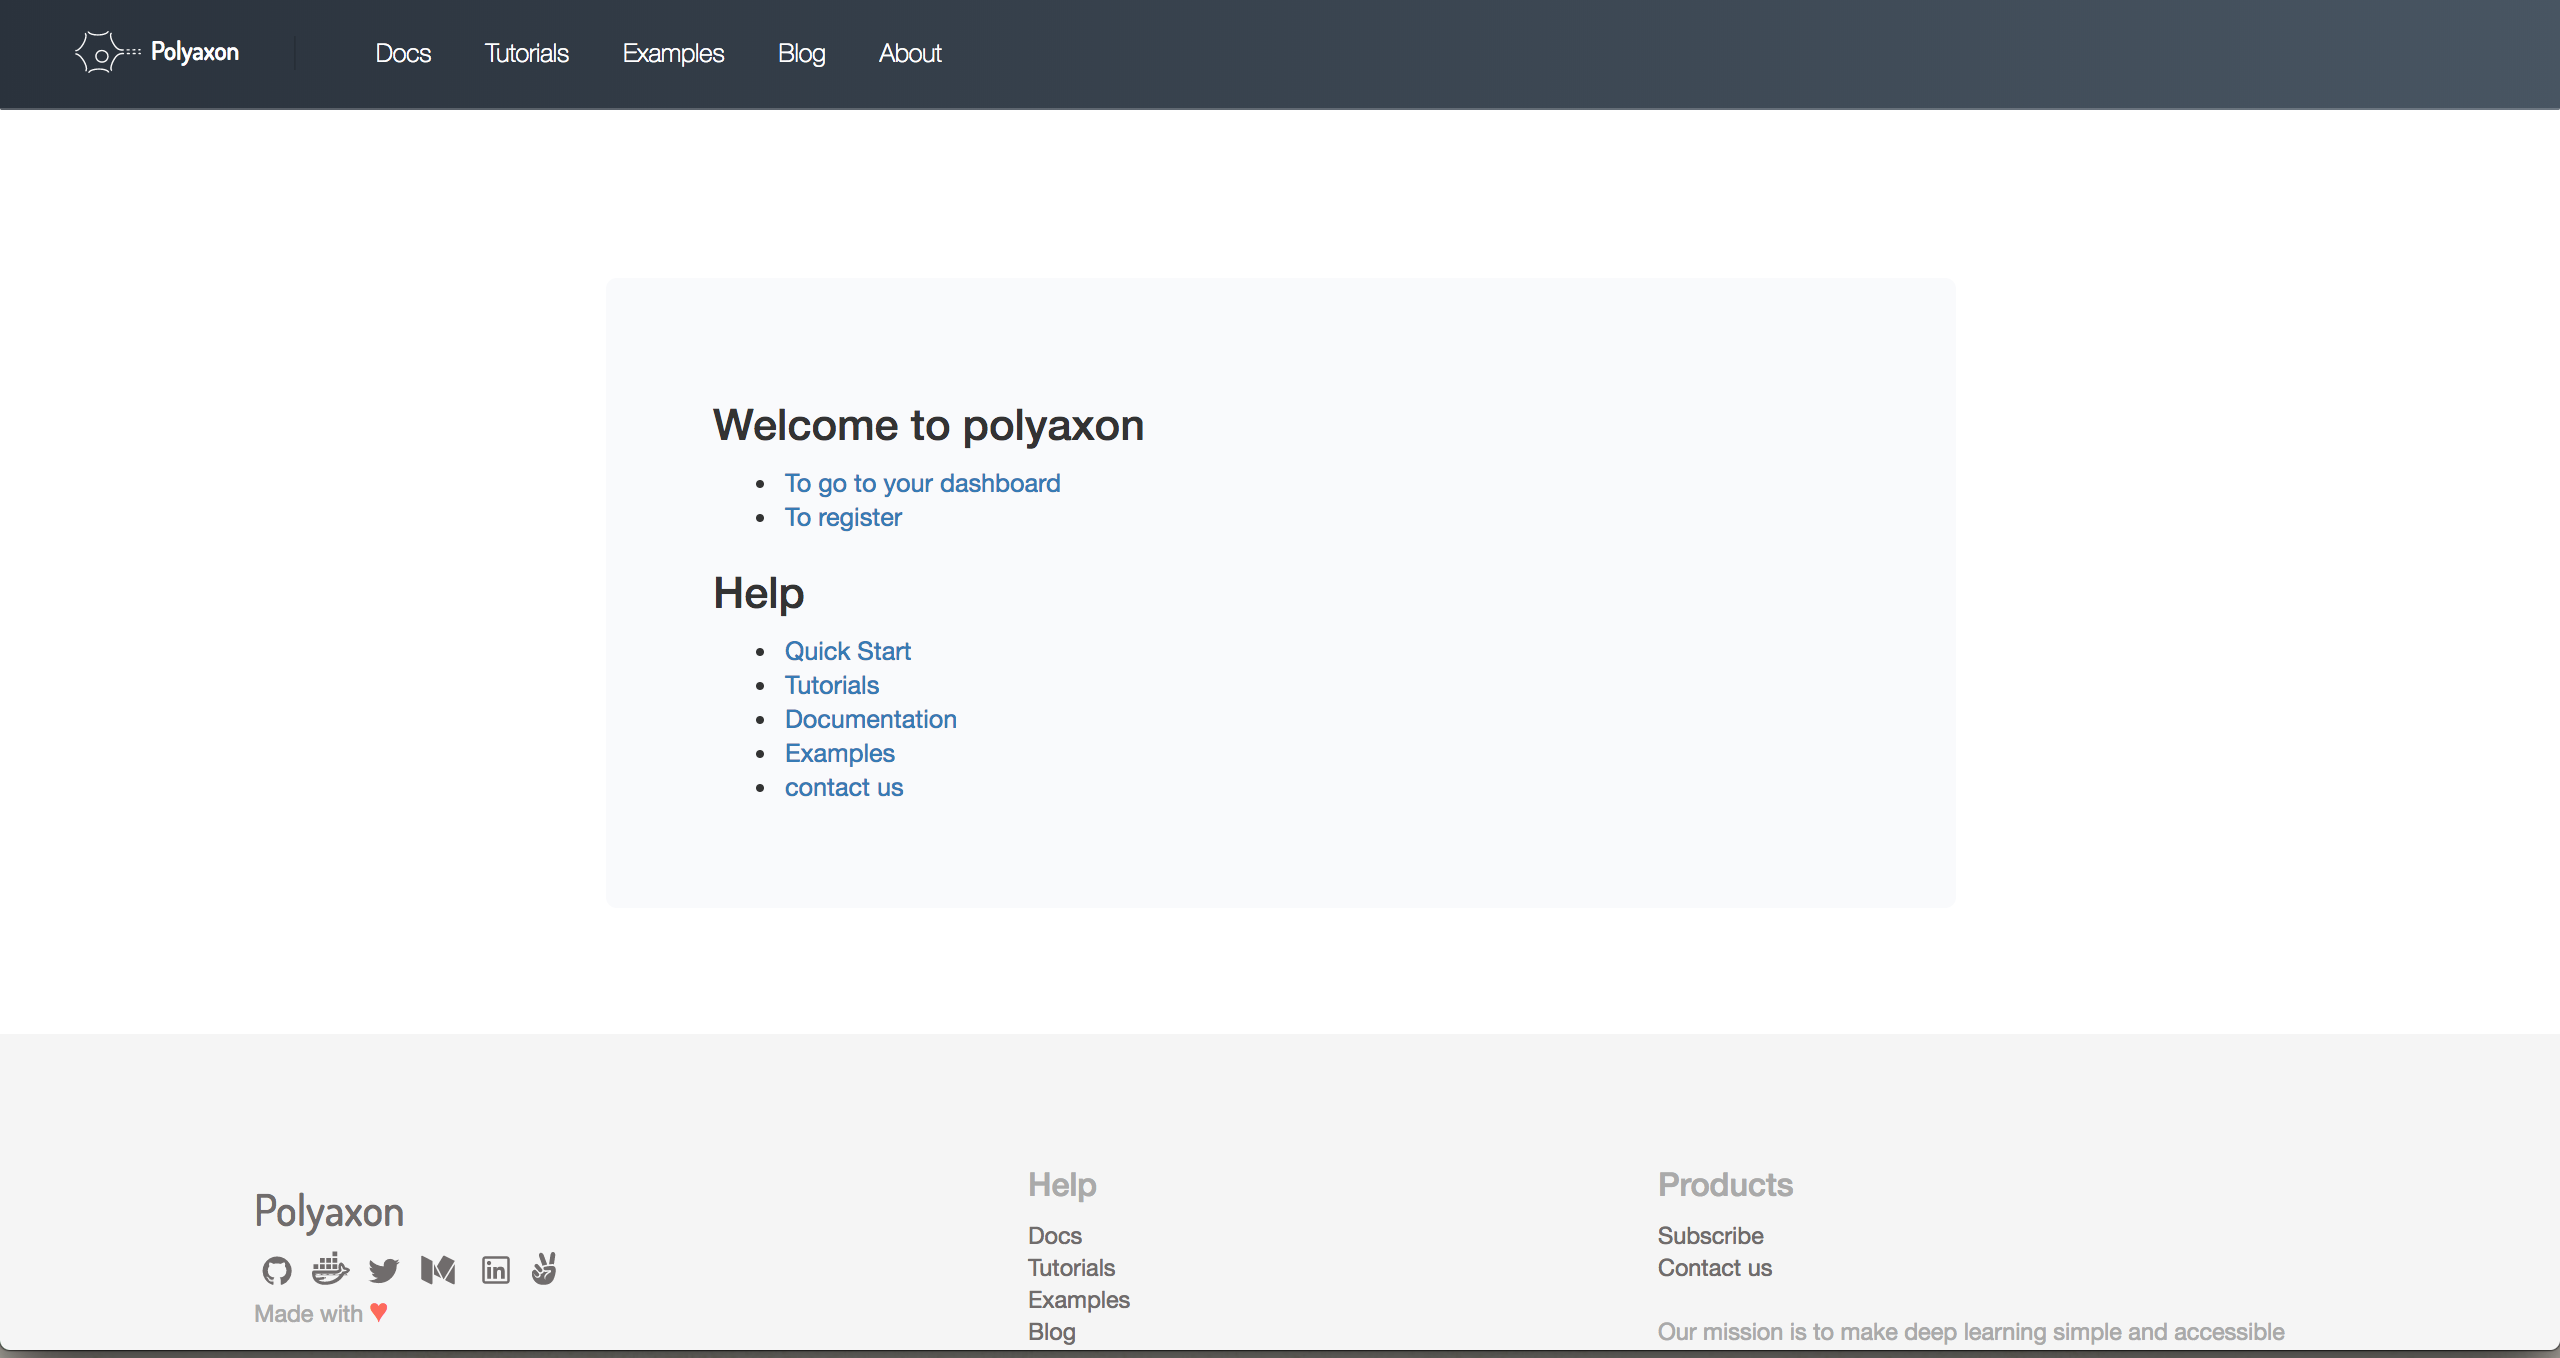 Polyaxon Docs Tutorials Examples Blog About
Welcome to polyaxon
To go to your dashboard
To register
Help
Quick Start
Tutorials
Documentation
Examples
contact us
Polyaxon
Made with ♥
Help
Docs
Tutorials
Examples
Blog
Products
Subscribe
Contact us
Our mission is to make deep learning simple and accessible